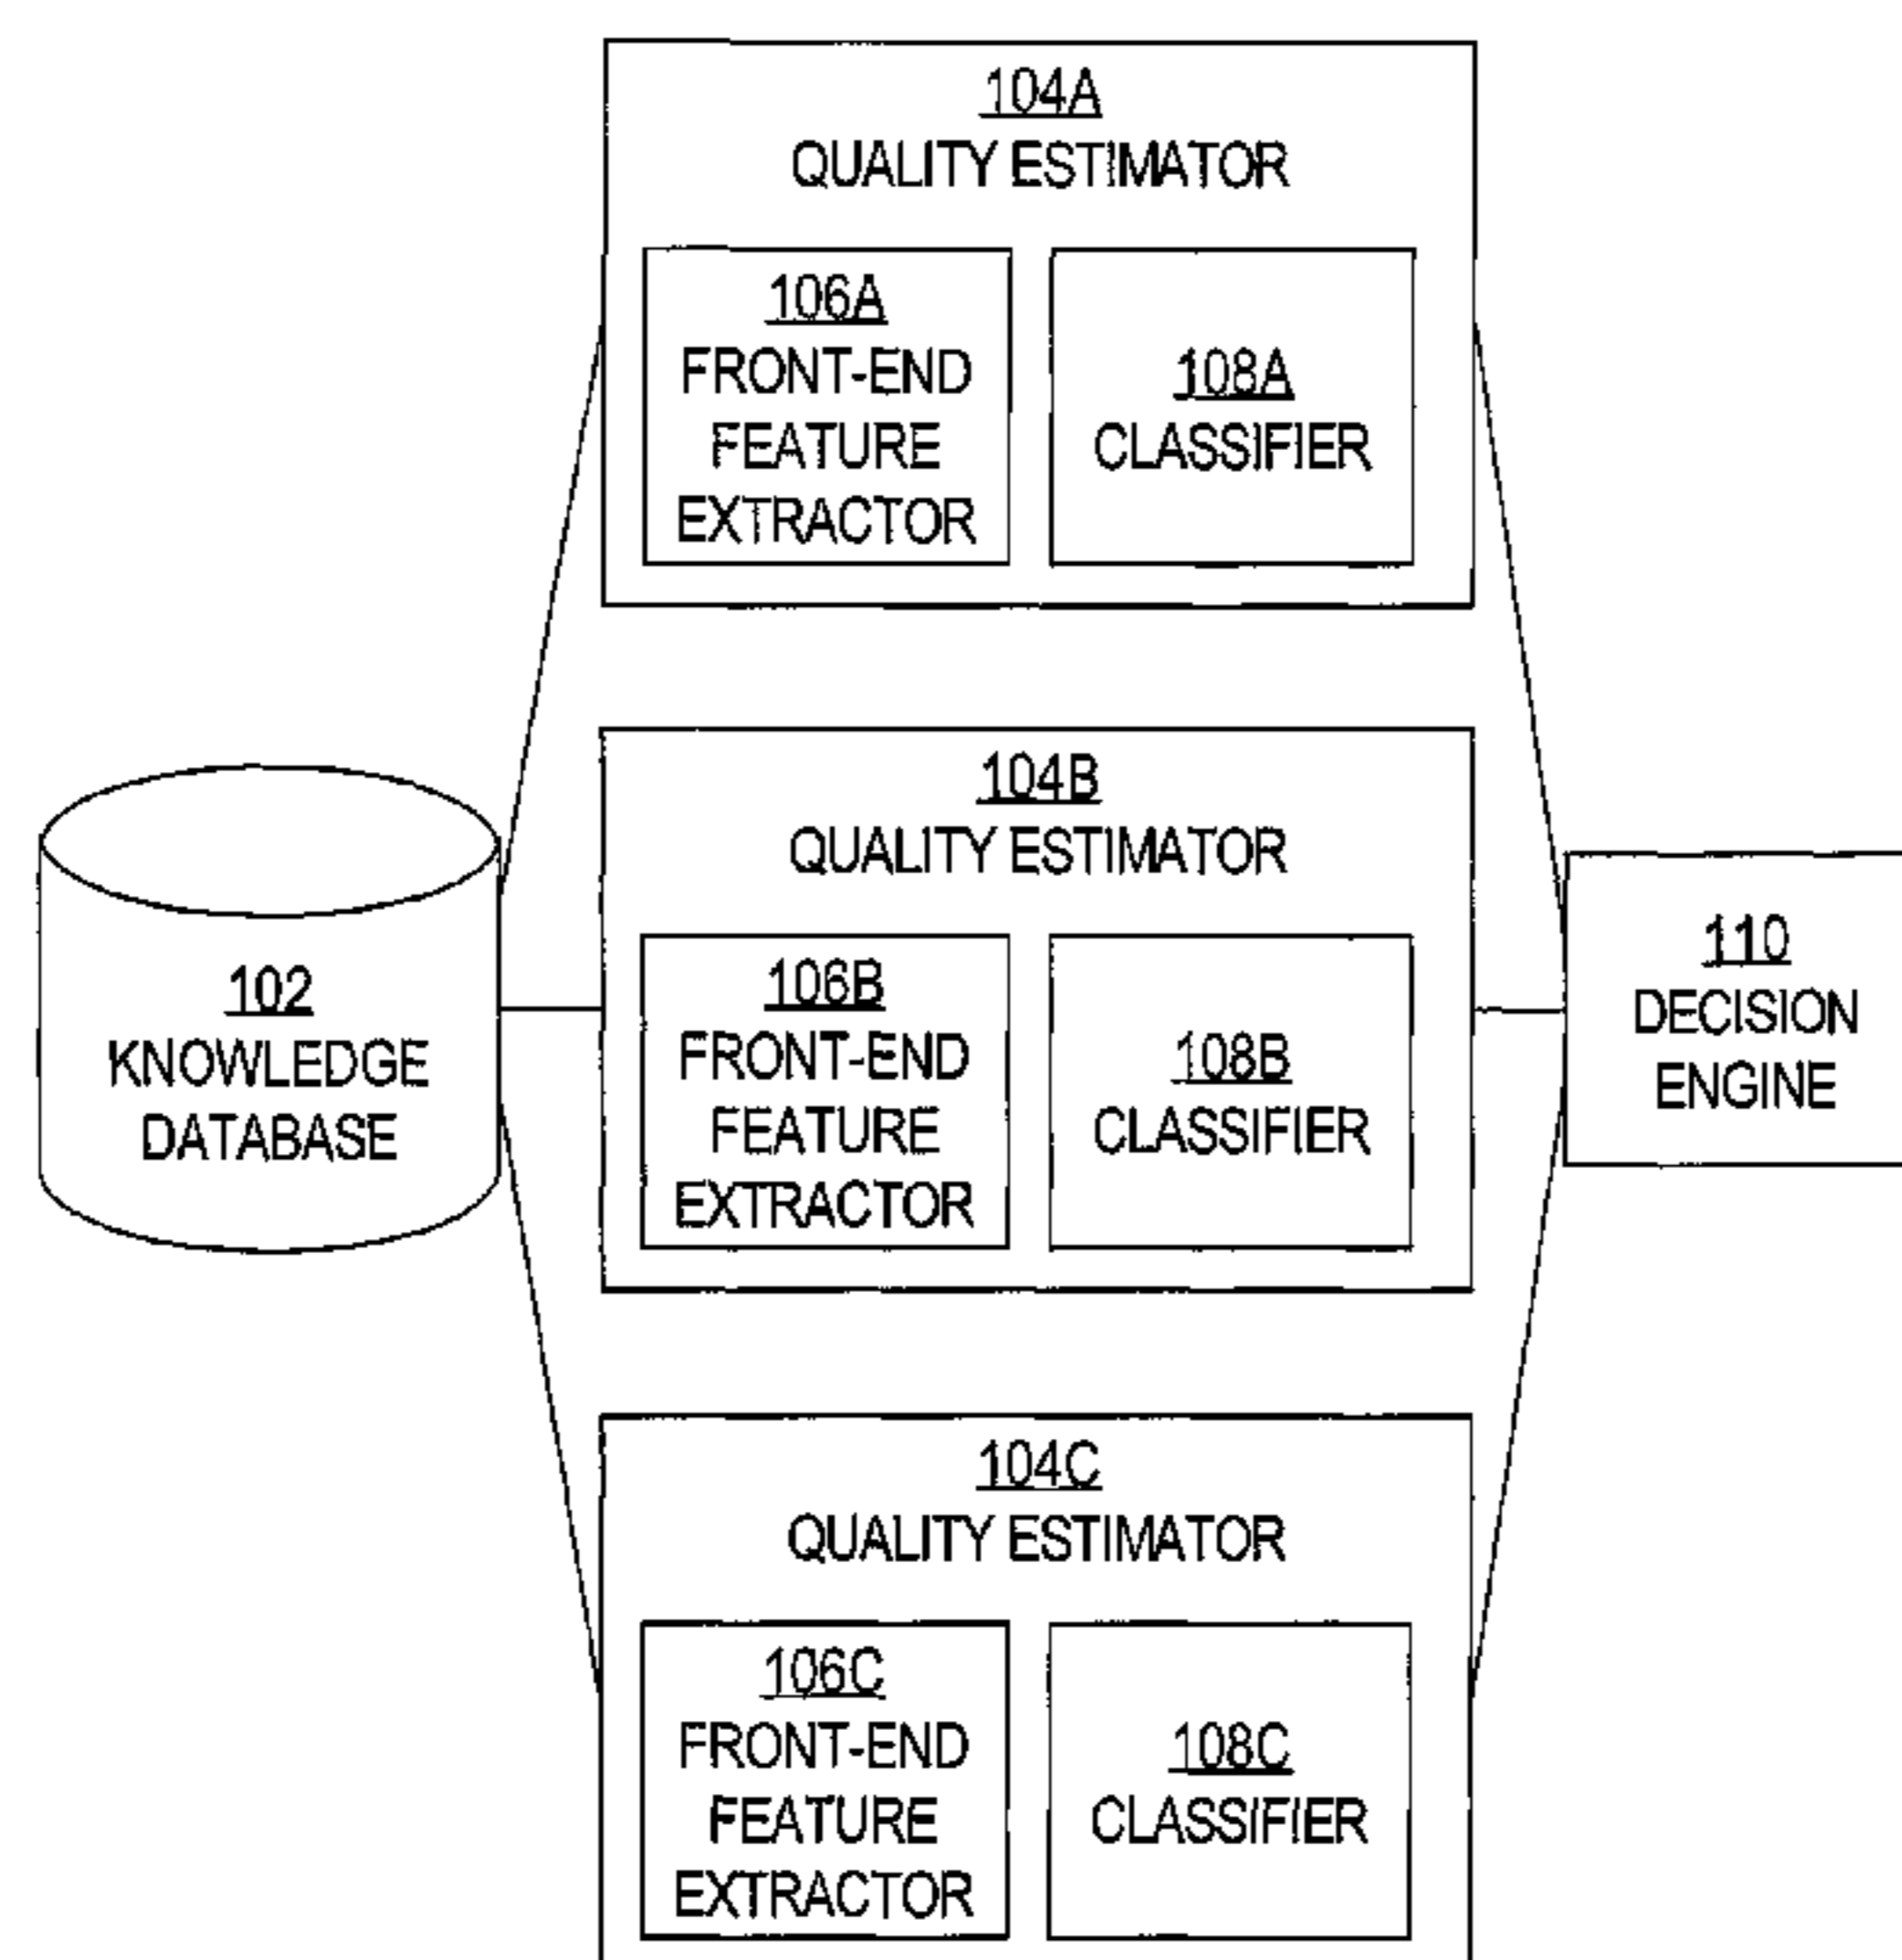 104A
QUALITY ESTIMATOR
106A
FRONT-END
FEATURE
EXTRACTOR
108A
CLASSIFIER
104B
QUALITY ESTIMATOR
106B
FRONT-END
FEATURE
EXTRACTOR
108B
CLASSIFIER
102
KNOWLEDGE
DATABASE
110
DECISION
ENGINE
104C
QUALITY ESTIMATOR
106C
FRONT-END
FEATURE
EXTRACTOR
108C
CLASSIFIER